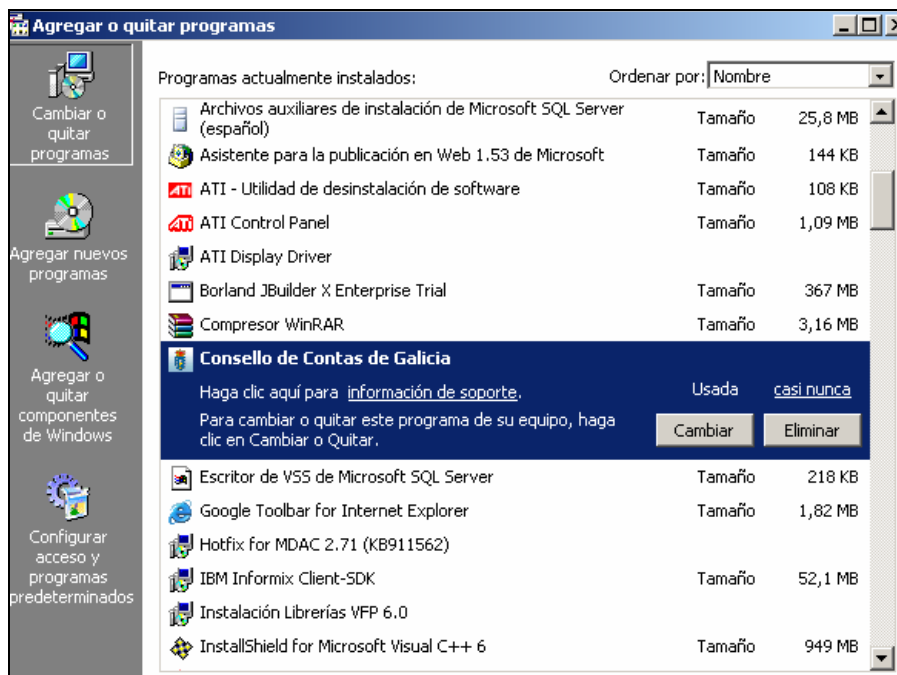 Agregar o quitar programas
Cambiar o
quitar
programas
Agregar nuevos
programas
Agregar o
quitar
componentes
de Windows
Configurar
acceso y
programas
predeterminados
Programas actualmente instalados:
Ordenar por: Nombre
Archivos auxiliares de instalación de Microsoft SQL Server
(español)
Tamaño 25,8 MB
Asistente para la publicación en Web 1.53 de Microsoft Tamaño 144 KB
ATI - Utilidad de desinstalación de software Tamaño 108 KB
ATI Control Panel Tamaño 1,09 MB
ATI Display Driver
Borland JBuilder X Enterprise Trial Tamaño 367 MB
Compresor WinRAR Tamaño 3,16 MB
Consello de Contas de Galicia
Haga clic aquí para información de soporte. Usada casi nunca
Para cambiar o quitar este programa de su equipo, haga
clic en Cambiar o Quitar.
Cambiar Eliminar
Escritor de VSS de Microsoft SQL Server Tamaño 218 KB
Google Toolbar for Internet Explorer Tamaño 1,82 MB
Hotfix for MDAC 2.71 (KB911562)
IBM Informix Client-SDK Tamaño 52,1 MB
Instalación Librerías VFP 6.0
InstallShield for Microsoft Visual C++ 6 Tamaño 949 MB